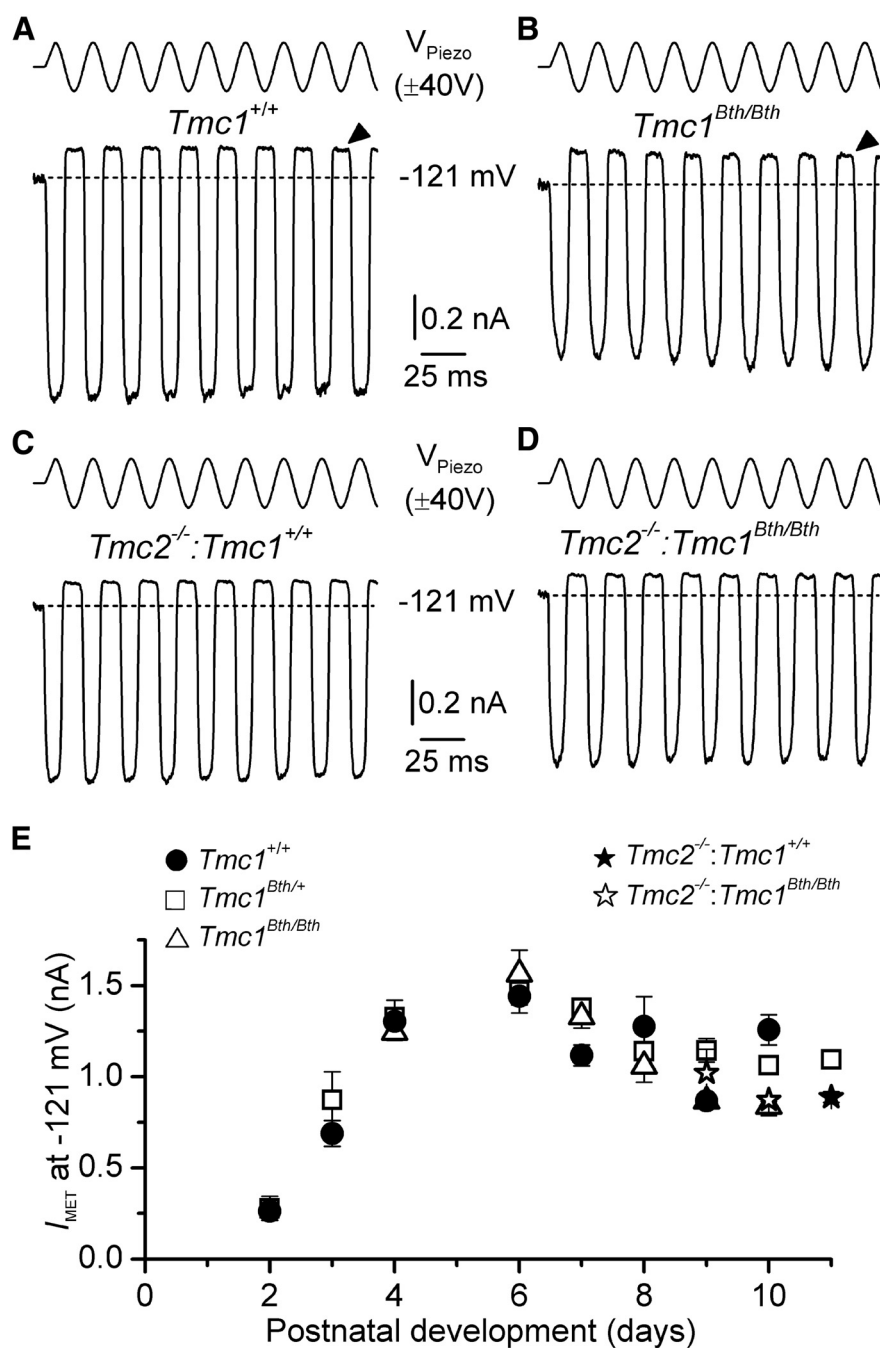 A
V Piezo
(±40V)
B
Tmc1 +/+
Tmc1 Bth/Bth
-121 mV
0.2 nA
25 ms
C
V Piezo
(±40V)
D
Tmc2 -/-:Tmc1 +/+
Tmc2 -/-:Tmc1 Bth/Bth
-121 mV
0.2 nA
25 ms
E
Tmc1 +/+
Tmc1 Bth/+
Tmc1 Bth/Bth
Tmc2 -/-:Tmc1 +/+
Tmc2 -/-:Tmc1 Bth/Bth
I MET at -121 mV (nA)
1.5
1.0
0.5
0.0
0 2 4 6 8 10
Postnatal development (days)